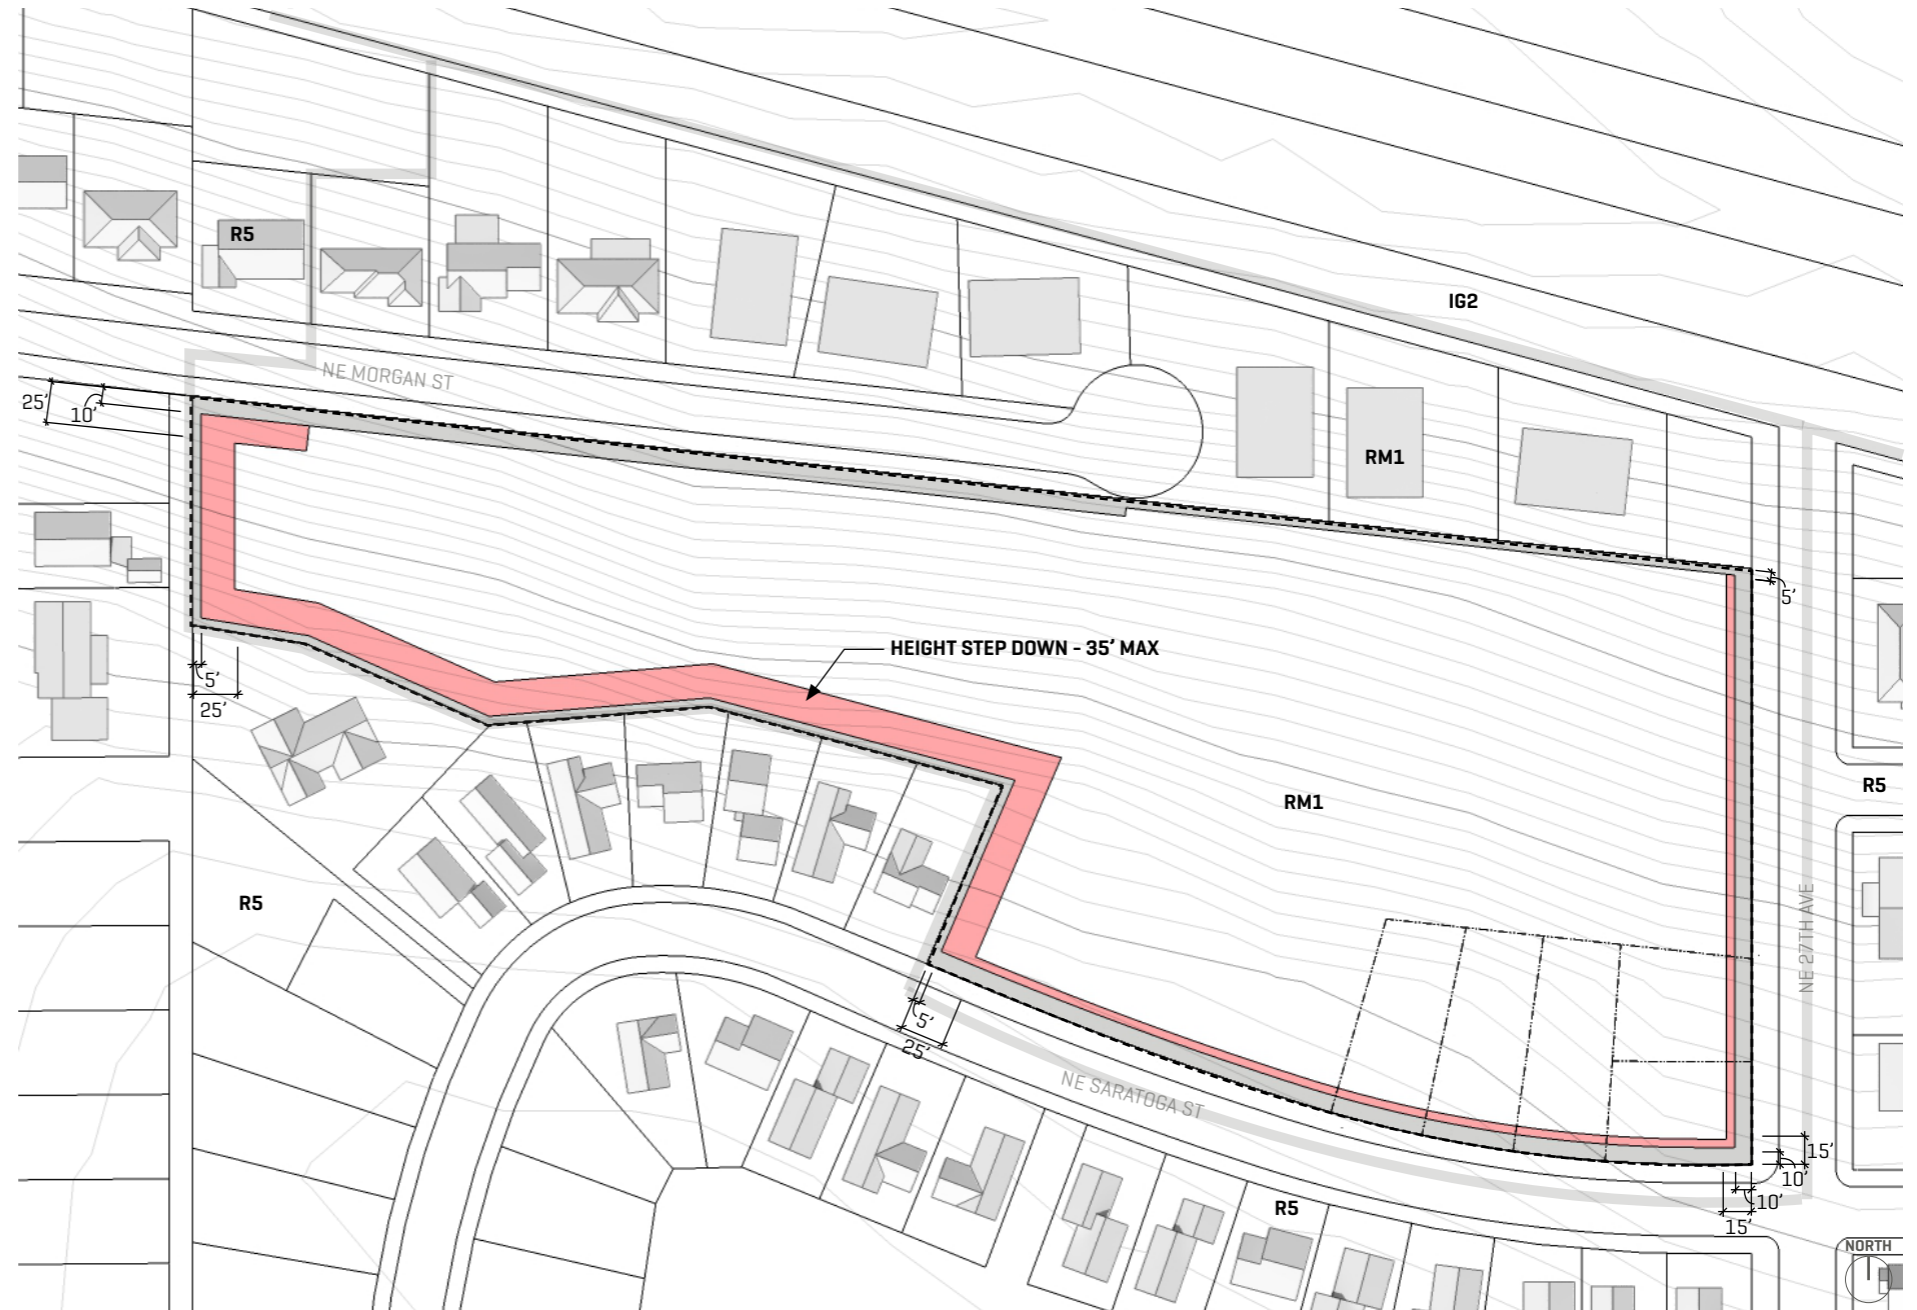 R5
IG2
NE MORGAN ST
25’
10’
RM1
5’
HEIGHT STEP DOWN - 35’ MAX
5’
25’
R5
RM1
R5
NE 27TH AVE
5’
25’
NE SARATOGA ST
15’
10’
10’
15’
R5
NORTH